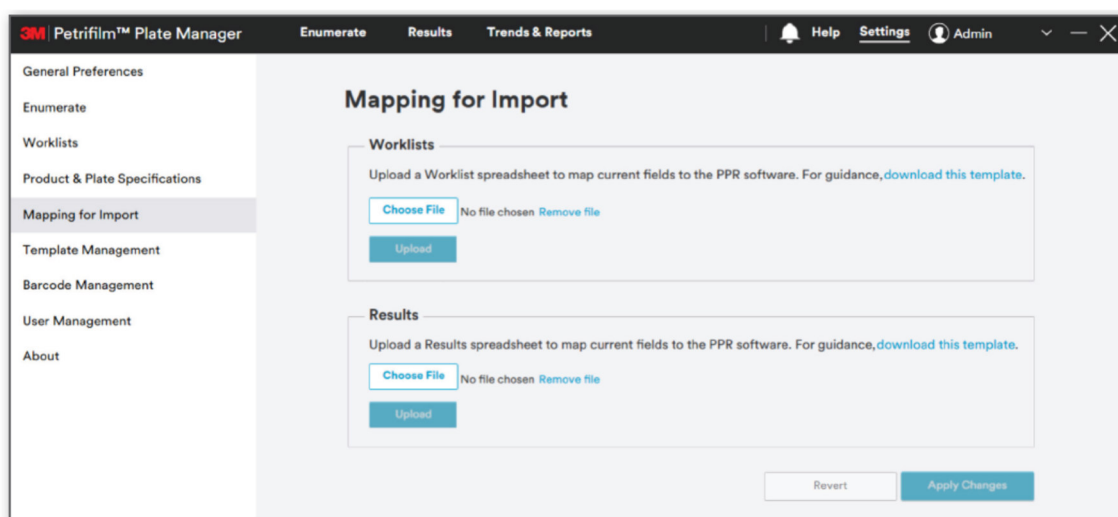 3M Petrifilm™ Plate Manager Enumerate Results Trends & Reports Help Settings Admin
General Preferences
Enumerate
Worklists
Product & Plate Specifications
Mapping for Import
Template Management
Barcode Management
User Management
About
Mapping for Import
Worklists
Upload a Worklist spreadsheet to map current fields to the PPR software. For guidance,download this template.
Choose File No file chosen Remove file
Upload
Results
Upload a Results spreadsheet to map current fields to the PPR software. For guidance,download this template.
Choose File No file chosen Remove file
Upload
Revert Apply Changes